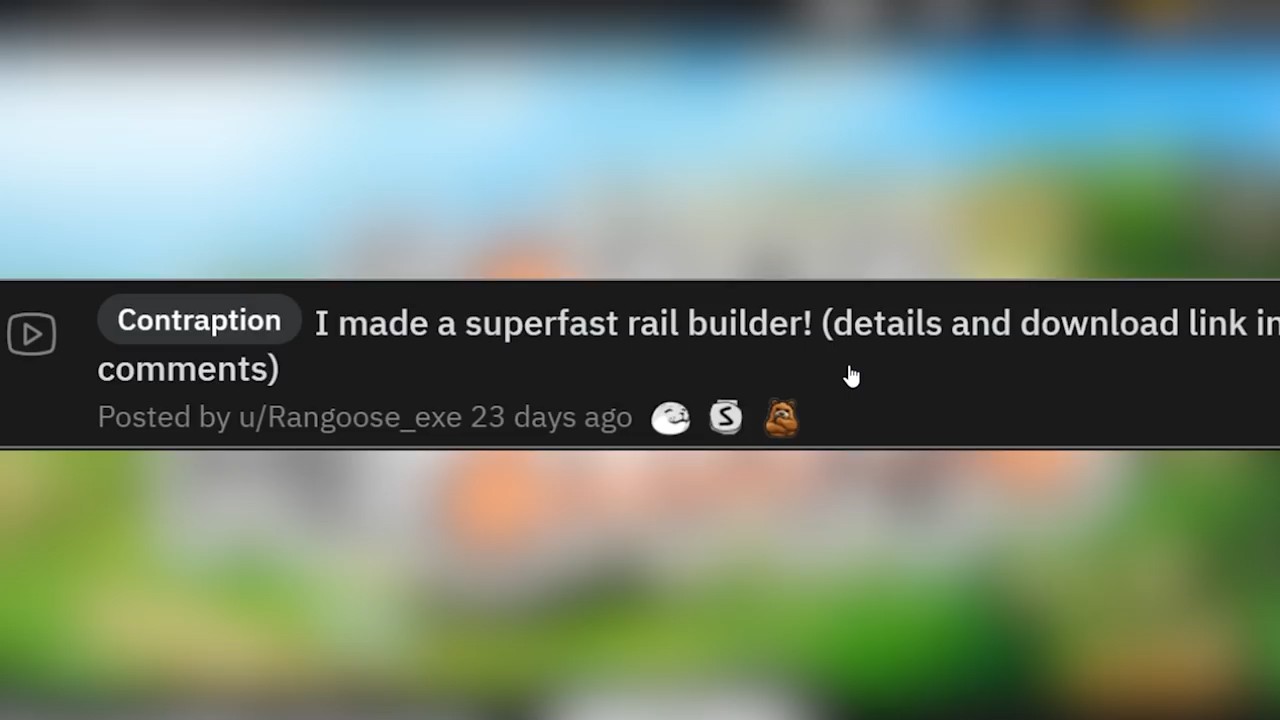 Contraption I made a superfast rail builder! (details and download link in
comments)
Posted by u/Rangoose_exe 23 days ago